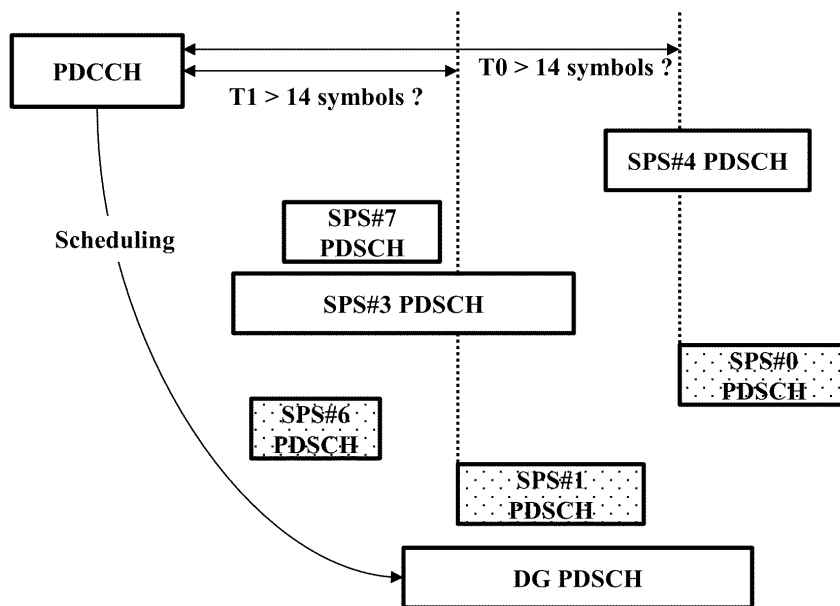 PDCCH
T0 > 14 symbols ?
T1 > 14 symbols ?
SPS#4 PDSCH
SPS#7
PDSCH
Scheduling
SPS#3 PDSCH
SPS#0
PDSCH
SPS#6
PDSCH
SPS#1
PDSCH
DG PDSCH